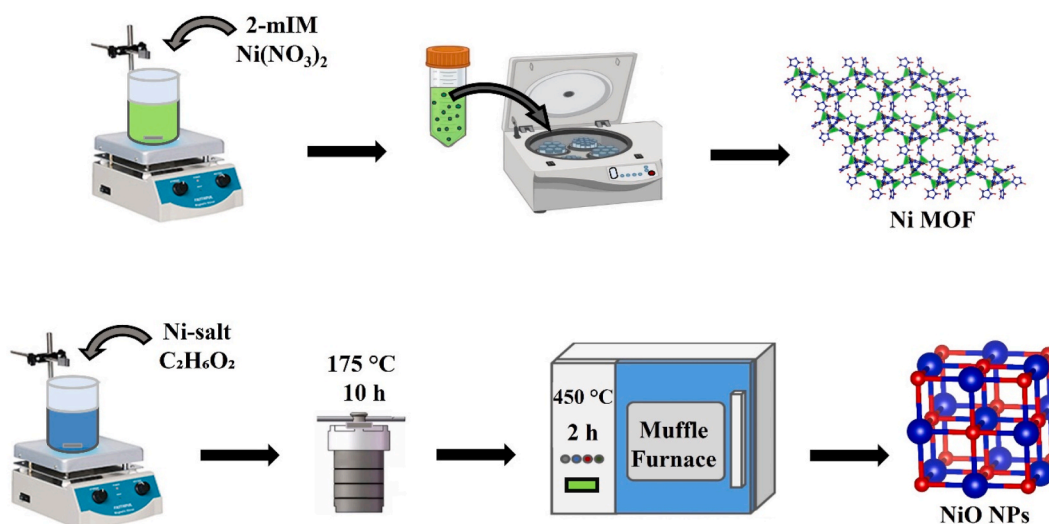 2-mIM
Ni(NO₃)₂
Ni MOF
Ni-salt
C₂H₆O₂
175 °C
10 h
450 °C
2 h
Muffle
Furnace
NiO NPs